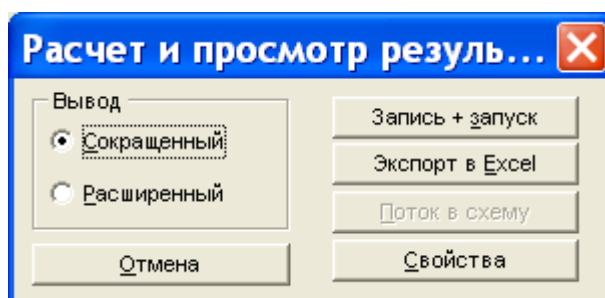 Расчет и просмотр резуль...
Вывод
Сокращенный
Расширенный
Отмена
Запись + запуск
Экспорт в Excel
Поток в схему
Свойства